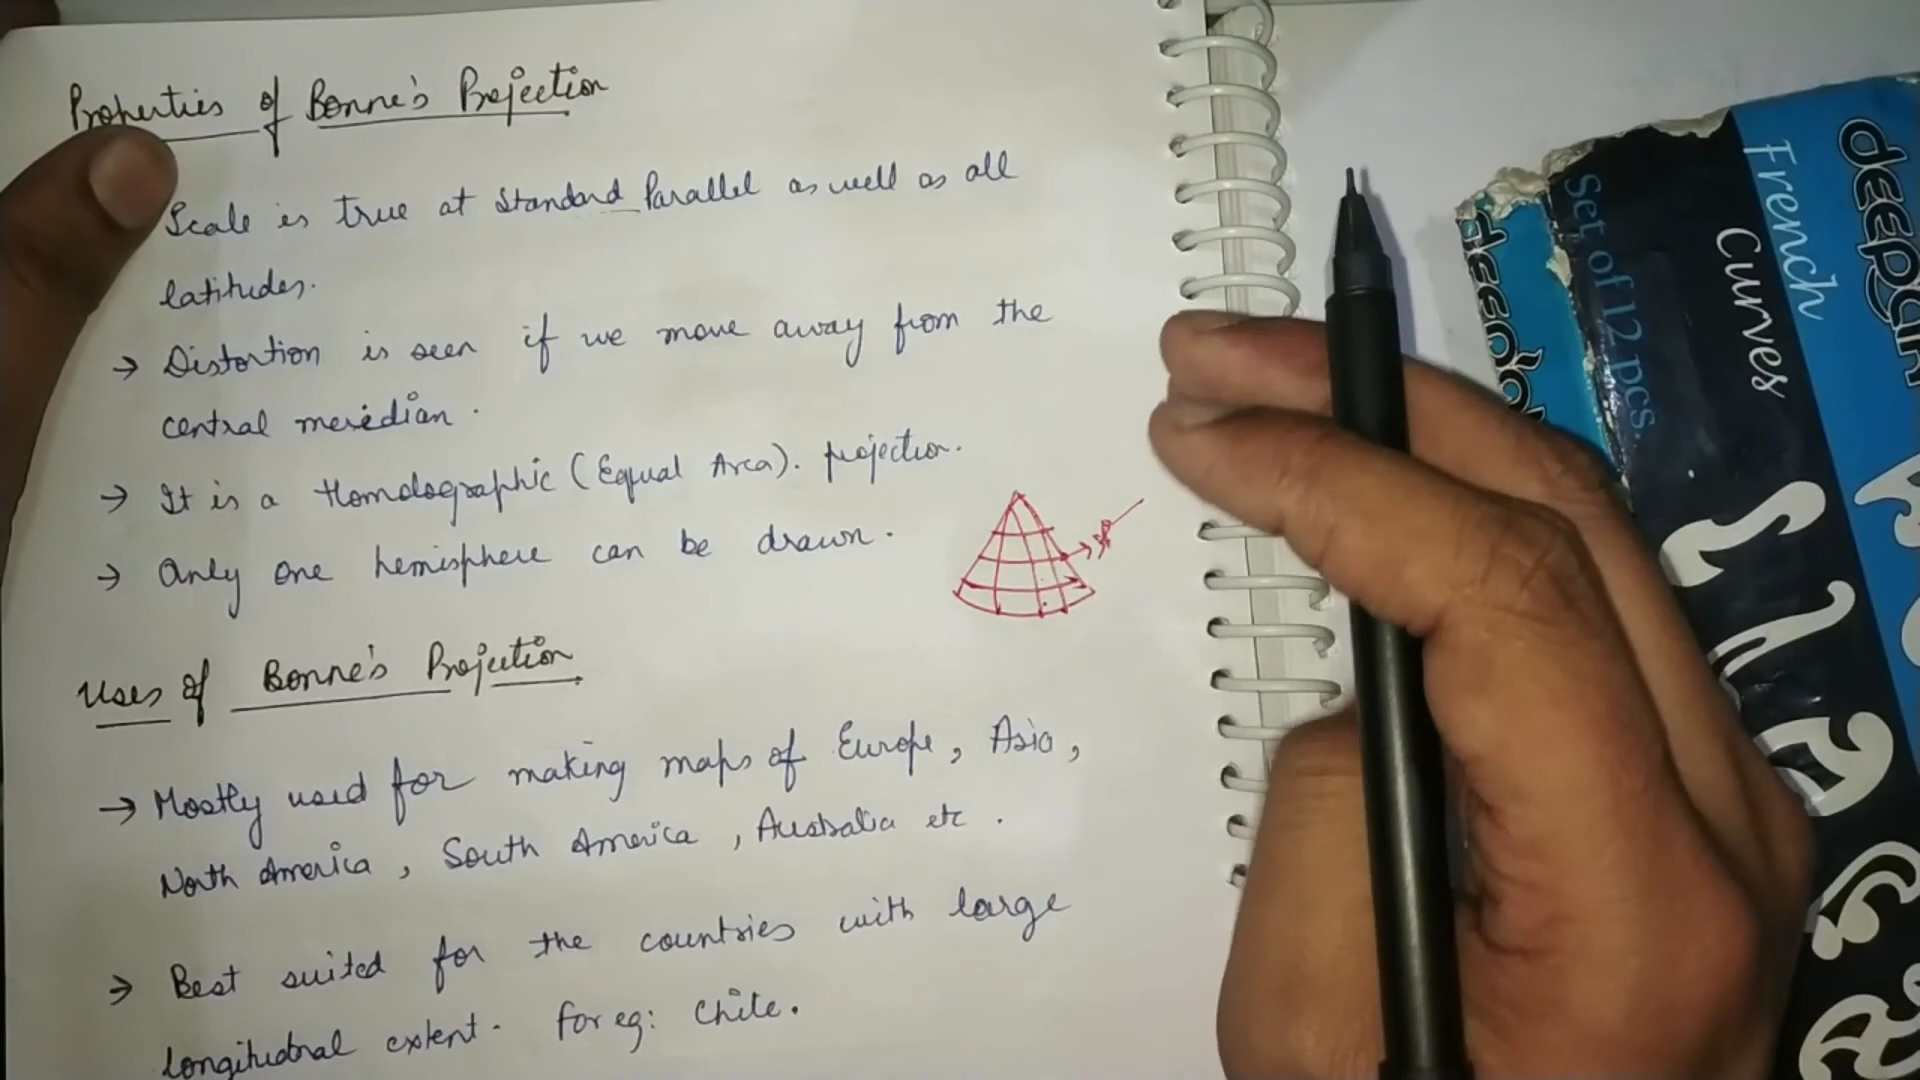 Properties of Bonne's Projection
Scale is true at Standard Parallel as well as all
latitudes.
→ Distortion is seen if we move away from the
central meridian.
→ It is a Homolographic (Equal Area). projection.
→ Only one hemisphere can be drawn.
Uses of Bonne's Projection
→ Mostly used for making maps of Europe, Asia,
North America, South America, Australia etc.
→ Best suited for the countries with large
longitudinal extent. For eg: Chile.
deepak
French
Curves
Set of 12 pcs.